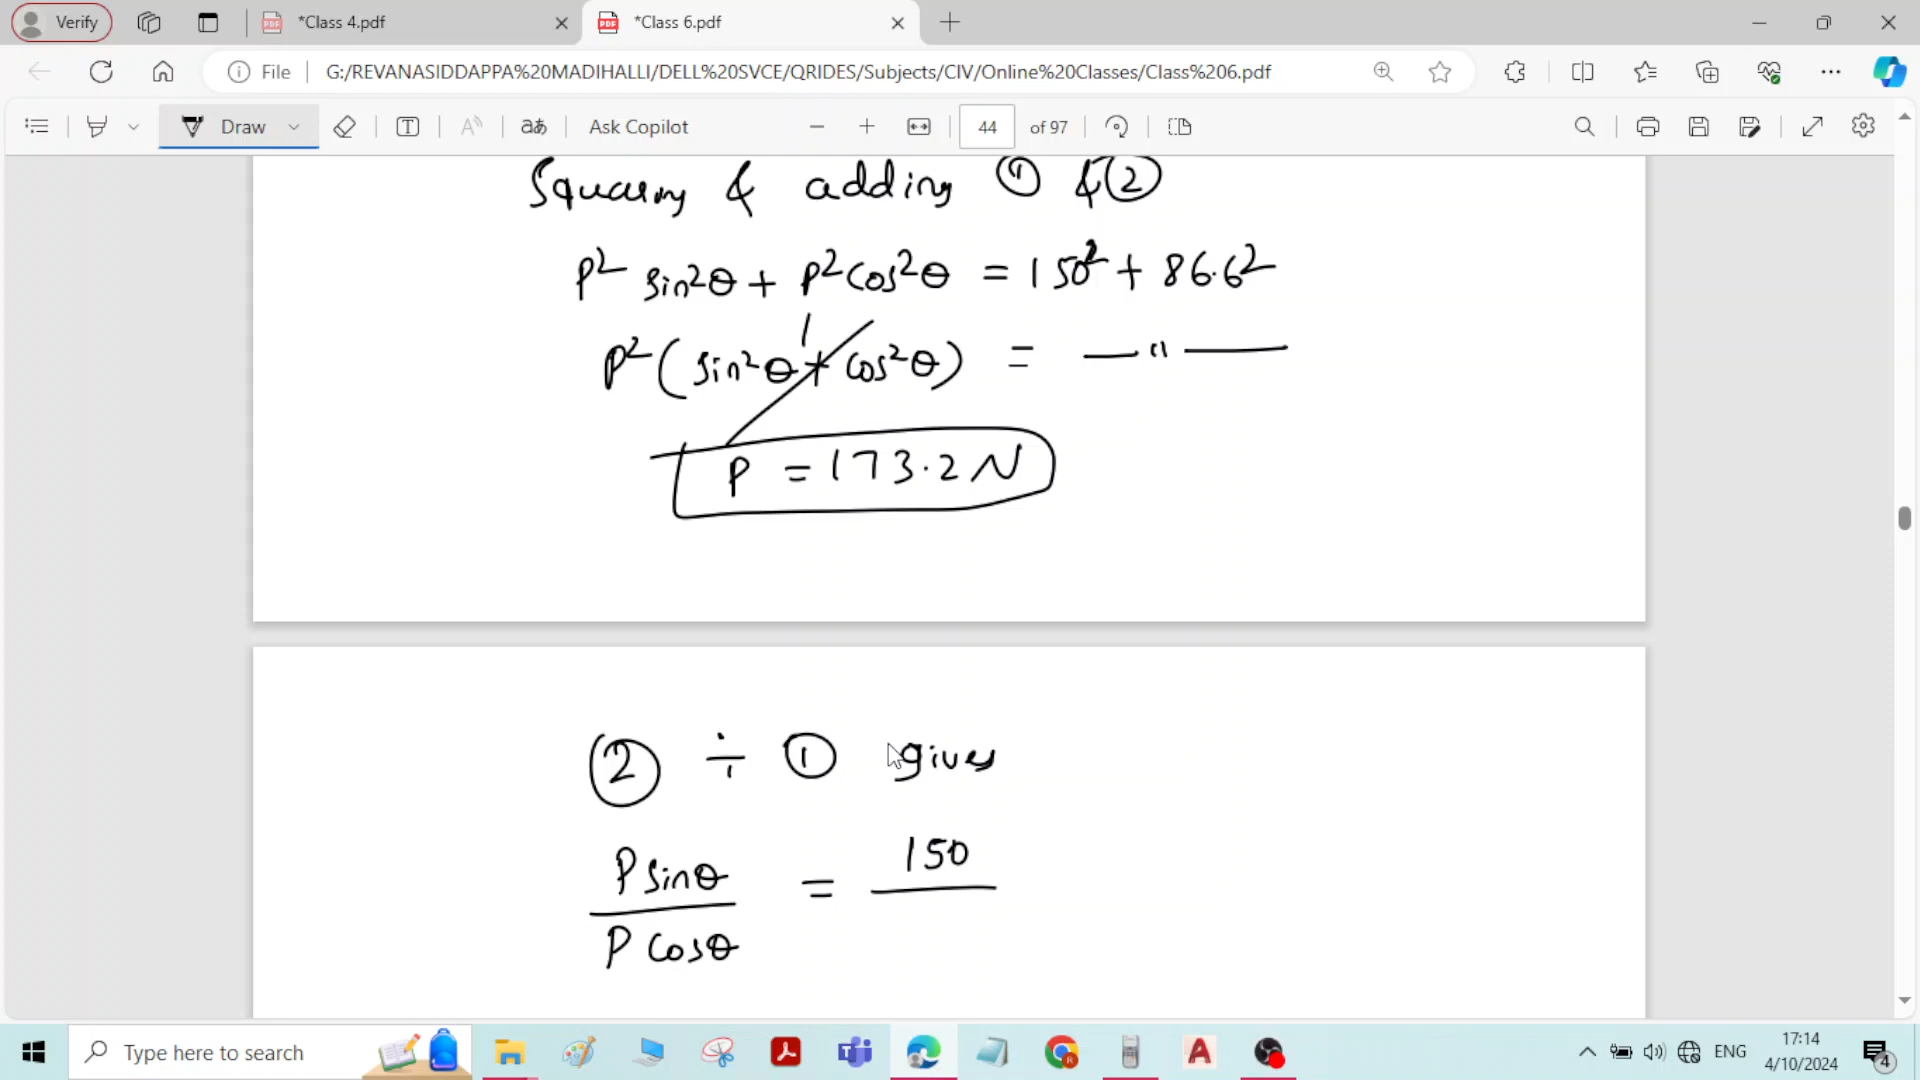 Verify
*Class 4.pdf
*Class 6.pdf
File
G:/REVANASIDDAPPA%20MADIHALLI/DELL%20SVCE/QRIDES/Subjects/CIV/Online%20Classes/Class%206.pdf
Draw
Ask Copilot
44 of 97
Squaring & adding ① & ②
P² sin²θ + P² cos²θ = 150² + 86.6²
1
P² (sin²θ + cos²θ) = —"—
P = 173.2 N
② ÷ ① gives
P sinθ / P cosθ = 150 /
Type here to search
ENG
17:14
4/10/2024
4